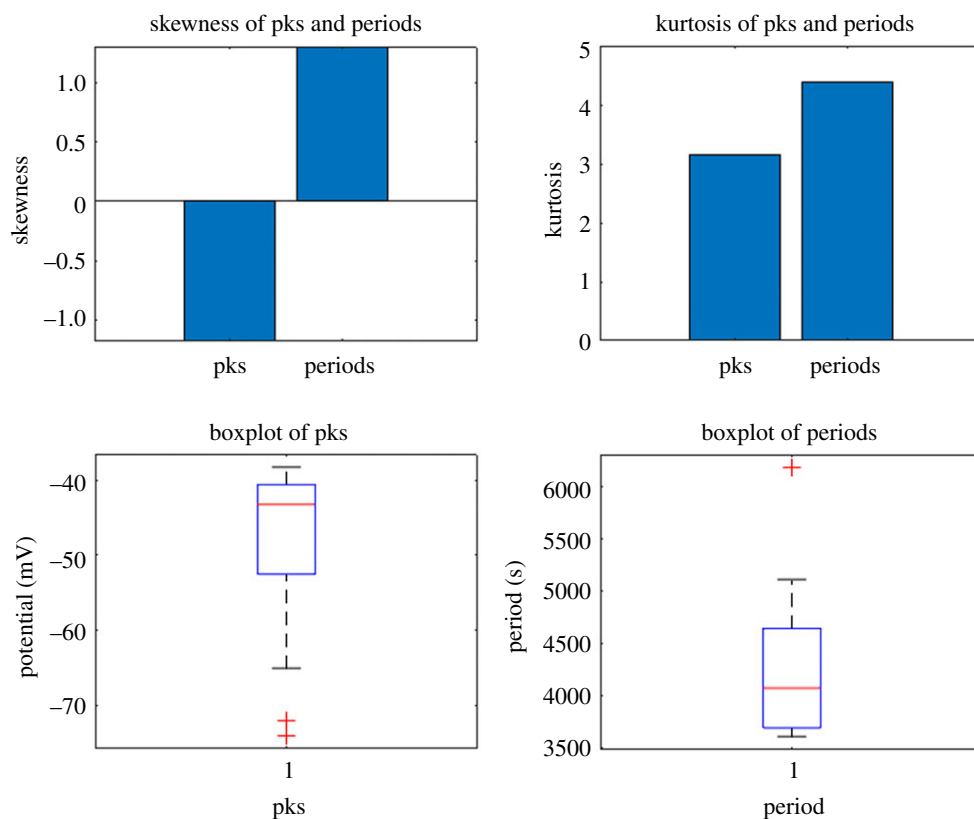 skewness of pks and periods
1.0
0.5
0
–0.5
–1.0
skewness
pks
periods
kurtosis of pks and periods
5
4
3
2
1
0
kurtosis
pks
periods
boxplot of pks
–40
–50
–60
–70
potential (mV)
1
pks
boxplot of periods
6000
5500
5000
4500
4000
3500
period (s)
1
period